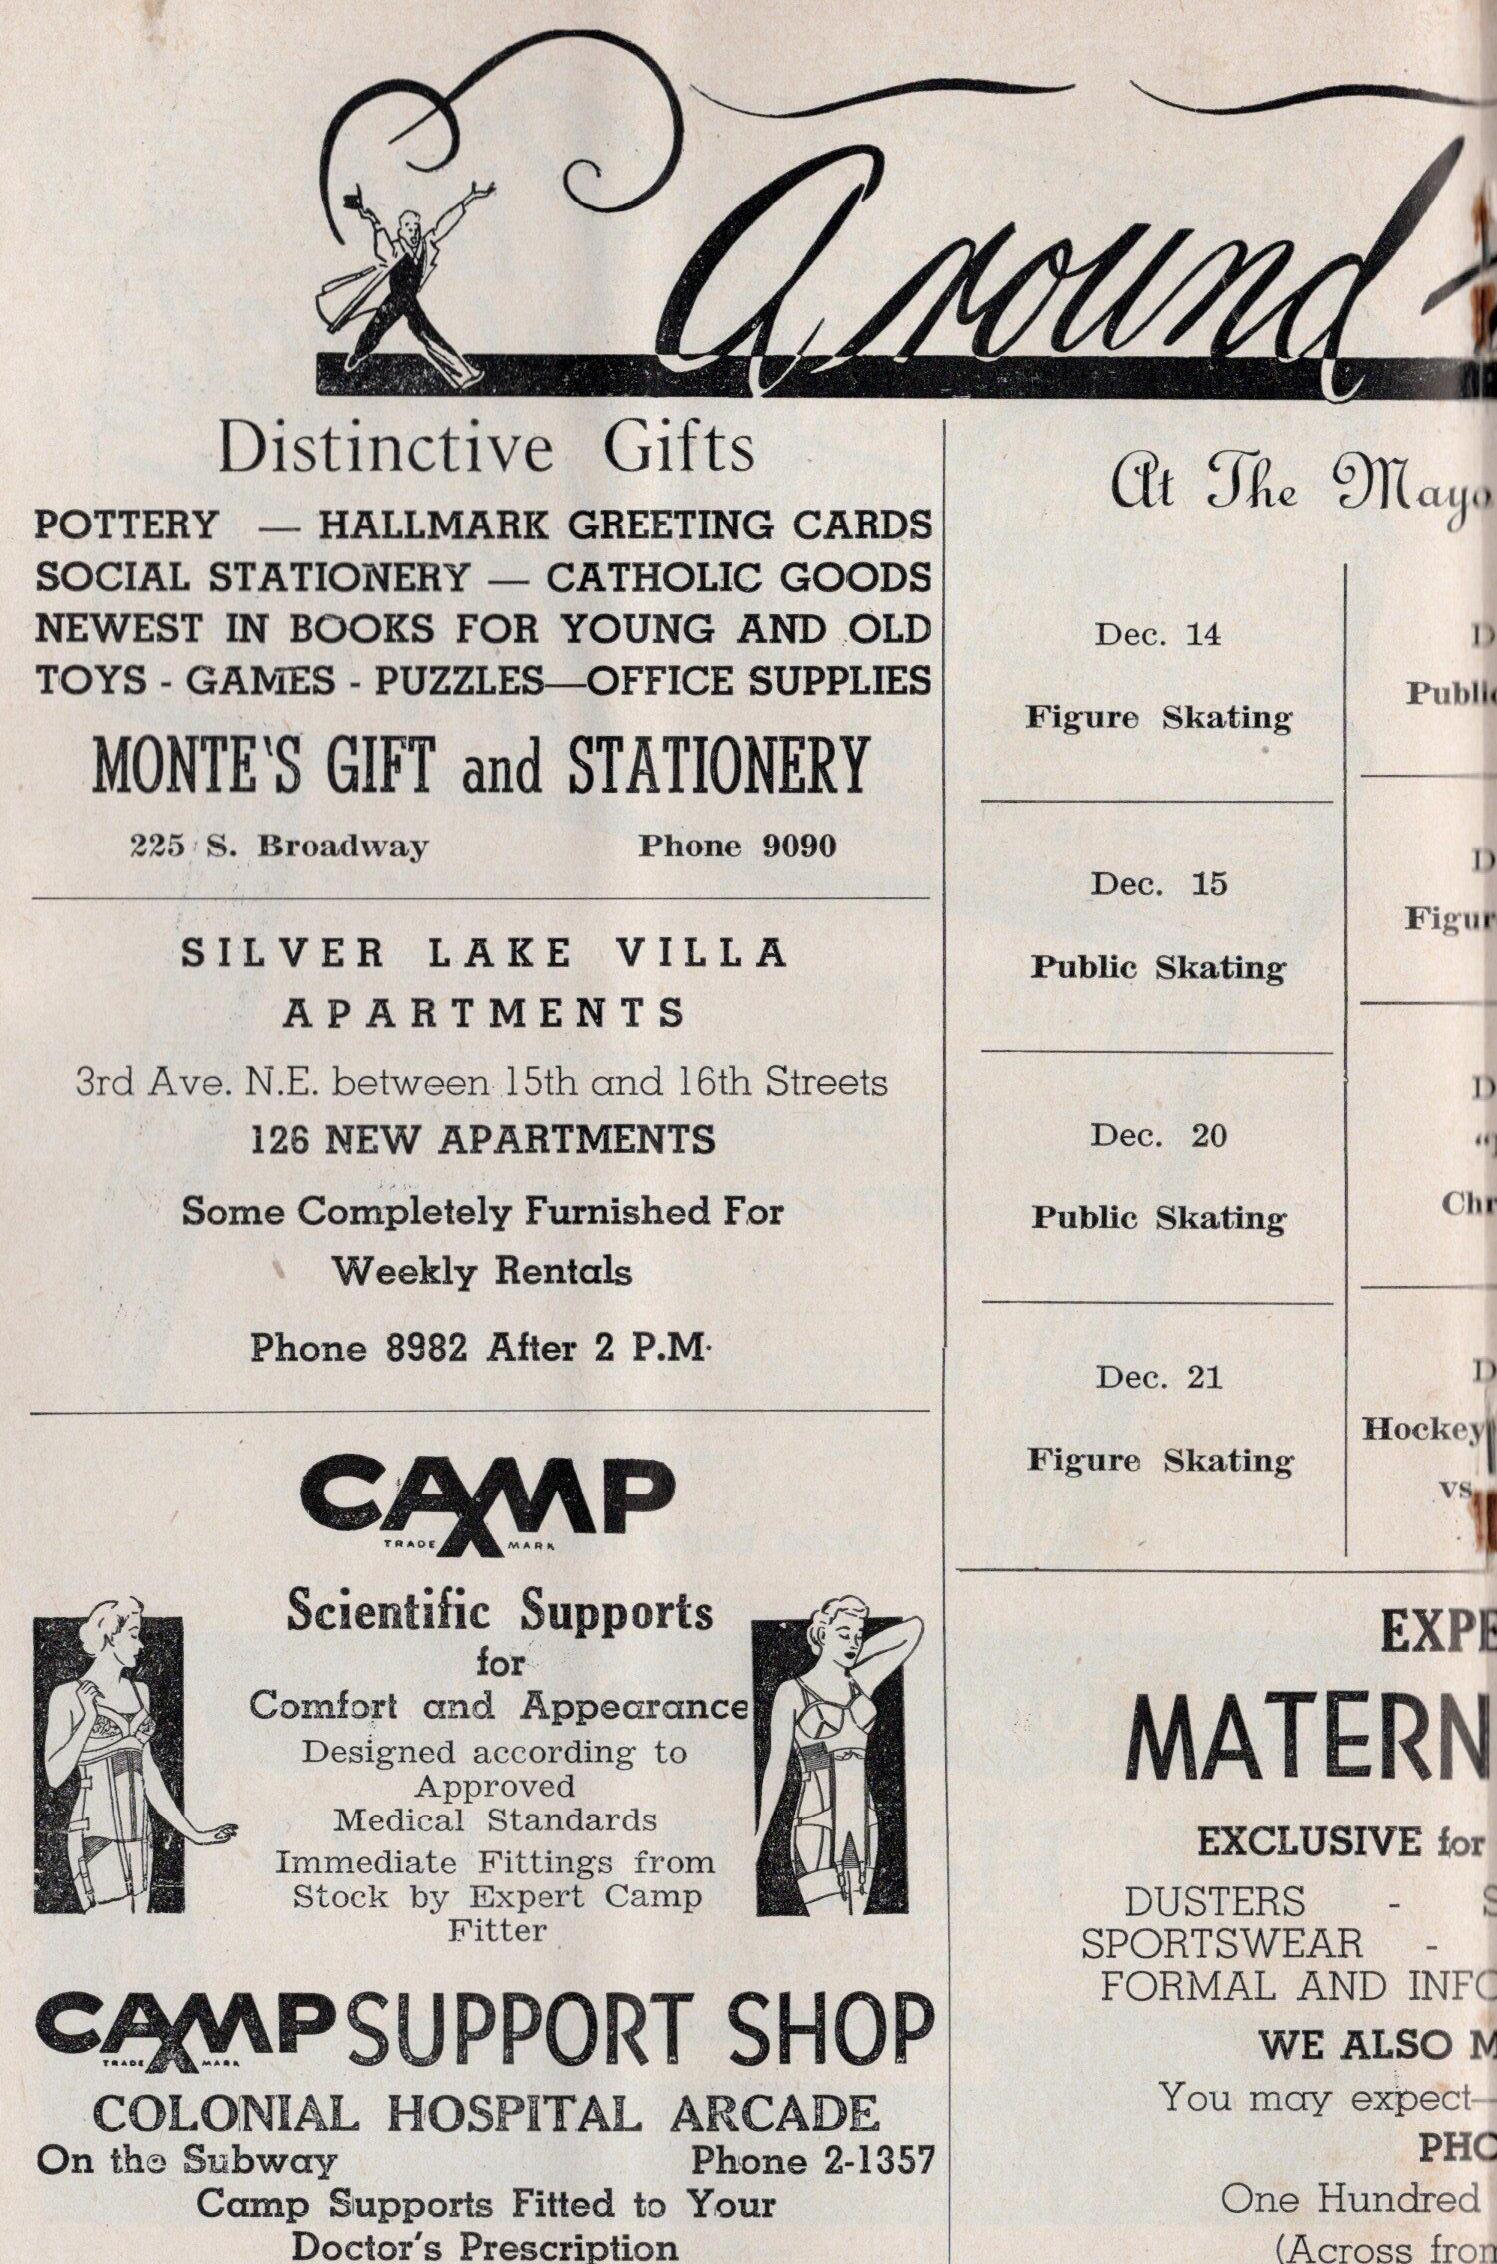 Around
Distinctive Gifts
POTTERY — HALLMARK GREETING CARDS
SOCIAL STATIONERY — CATHOLIC GOODS
NEWEST IN BOOKS FOR YOUNG AND OLD
TOYS - GAMES - PUZZLES—OFFICE SUPPLIES
MONTE'S GIFT and STATIONERY
225 S. Broadway Phone 9090
SILVER LAKE VILLA
APARTMENTS
3rd Ave. N.E. between 15th and 16th Streets
126 NEW APARTMENTS
Some Completely Furnished For
Weekly Rentals
Phone 8982 After 2 P.M.
CAMP
TRADE MARK
Scientific Supports
for
Comfort and Appearance
Designed according to
Approved
Medical Standards
Immediate Fittings from
Stock by Expert Camp
Fitter
CAMP SUPPORT SHOP
TRADE MARK
COLONIAL HOSPITAL ARCADE
On the Subway Phone 2-1357
Camp Supports Fitted to Your
Doctor's Prescription
At The Mayo
Dec. 14
Figure Skating
Dec. 15
Public Skating
Dec. 20
Public Skating
Dec. 21
Figure Skating
Hockey
vs
EXCLUSIVE for
DUSTERS -
SPORTSWEAR -
FORMAL AND
WE ALSO
You may expect—
One Hundred
(Across